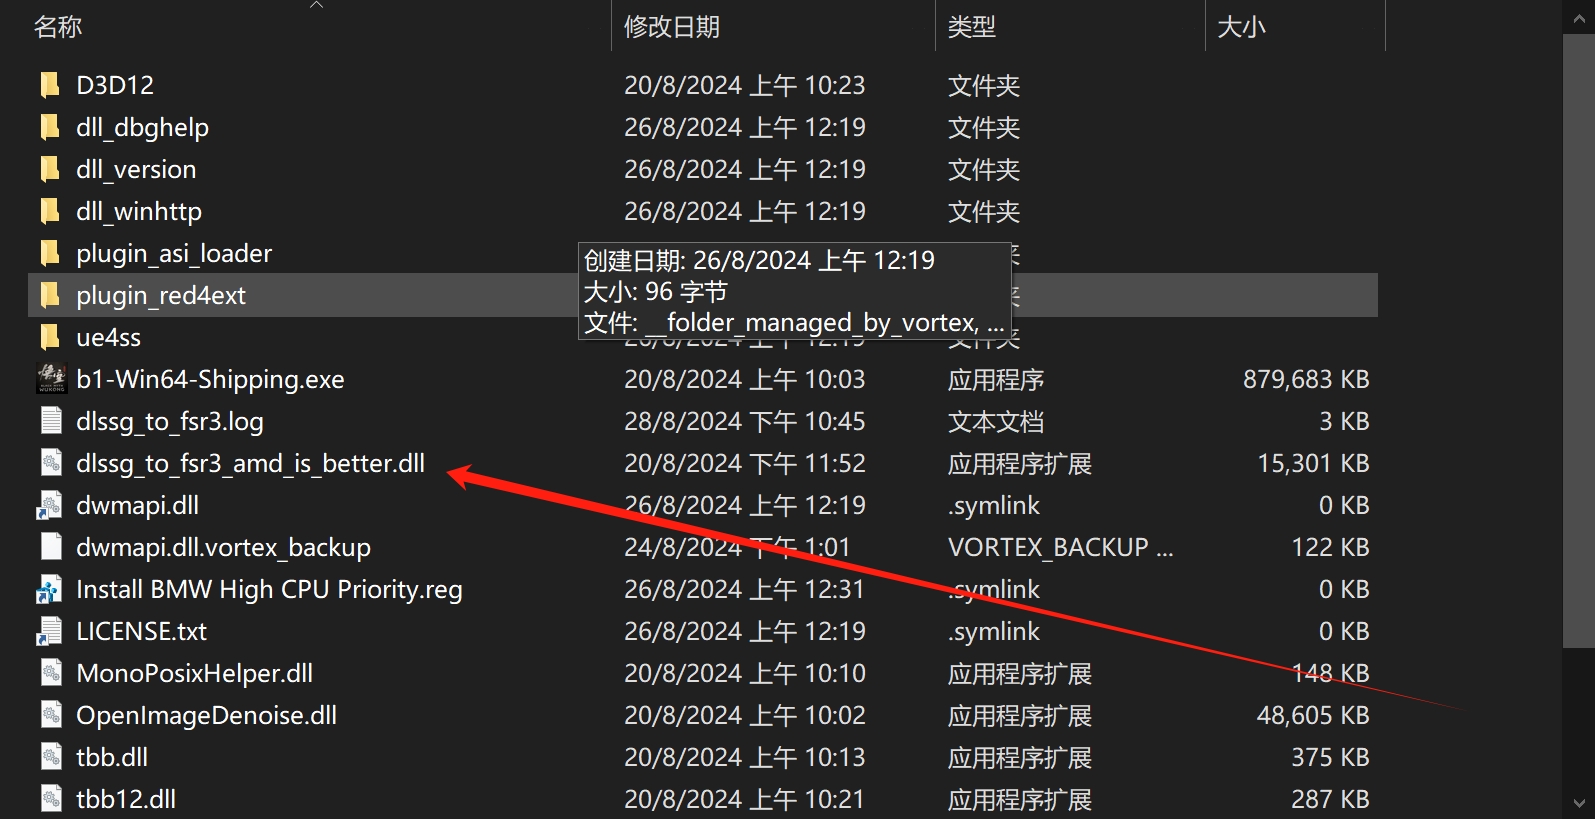 名称 修改日期 类型 大小
D3D12 20/8/2024 上午 10:23 文件夹
dll_dbghelp 26/8/2024 上午 12:19 文件夹
dll_version 26/8/2024 上午 12:19 文件夹
dll_winhttp 26/8/2024 上午 12:19 文件夹
plugin_asi_loader
创建日期: 26/8/2024 上午 12:19
plugin_red4ext
大小: 96 字节
文件: __folder_managed_by_vortex, ...
ue4ss
b1-Win64-Shipping.exe 20/8/2024 上午 10:03 应用程序 879,683 KB
dlssg_to_fsr3.log 28/8/2024 下午 10:45 文本文档 3 KB
dlssg_to_fsr3_amd_is_better.dll 20/8/2024 下午 11:52 应用程序扩展 15,301 KB
dwmapi.dll 26/8/2024 上午 12:19 .symlink 0 KB
dwmapi.dll.vortex_backup 24/8/2024 下午 1:01 VORTEX_BACKUP ... 122 KB
Install BMW High CPU Priority.reg 26/8/2024 上午 12:31 .symlink 0 KB
LICENSE.txt 26/8/2024 上午 12:19 .symlink 0 KB
MonoPosixHelper.dll 20/8/2024 上午 10:10 应用程序扩展 148 KB
OpenImageDenoise.dll 20/8/2024 上午 10:02 应用程序扩展 48,605 KB
tbb.dll 20/8/2024 上午 10:13 应用程序扩展 375 KB
tbb12.dll 20/8/2024 上午 10:21 应用程序扩展 287 KB